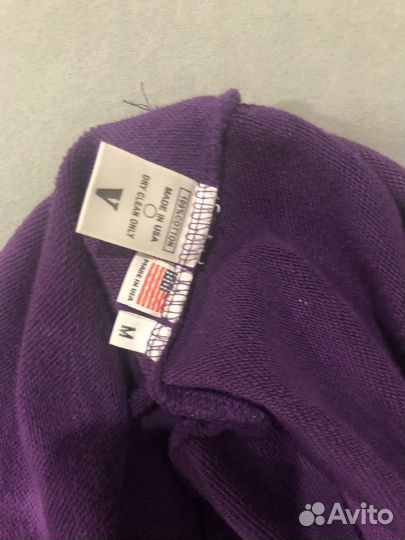 V
100% COTTON
MADE IN USA
DRY CLEAN ONLY
MADE IN USA
M
Avito